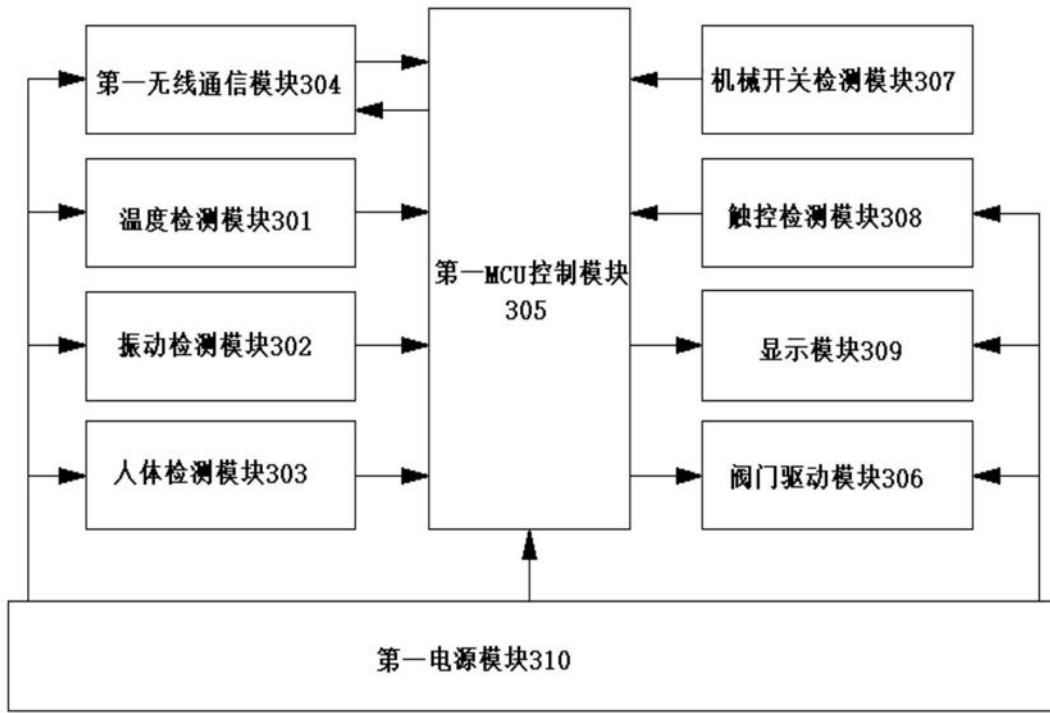 第一无线通信模块304
温度检测模块301
振动检测模块302
人体检测模块303
第一MCU控制模块
305
机械开关检测模块307
触控检测模块308
显示模块309
阀门驱动模块306
第一电源模块310